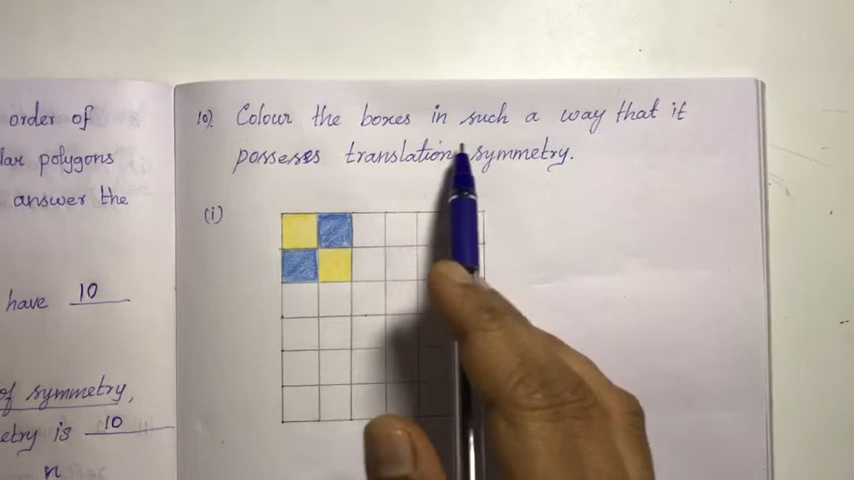 order of
lar polygons
answer the
have 10
of symmetry,
etry is 10
n
10). Colour the boxes in such a way that it
possesses translation symmetry.
(i)